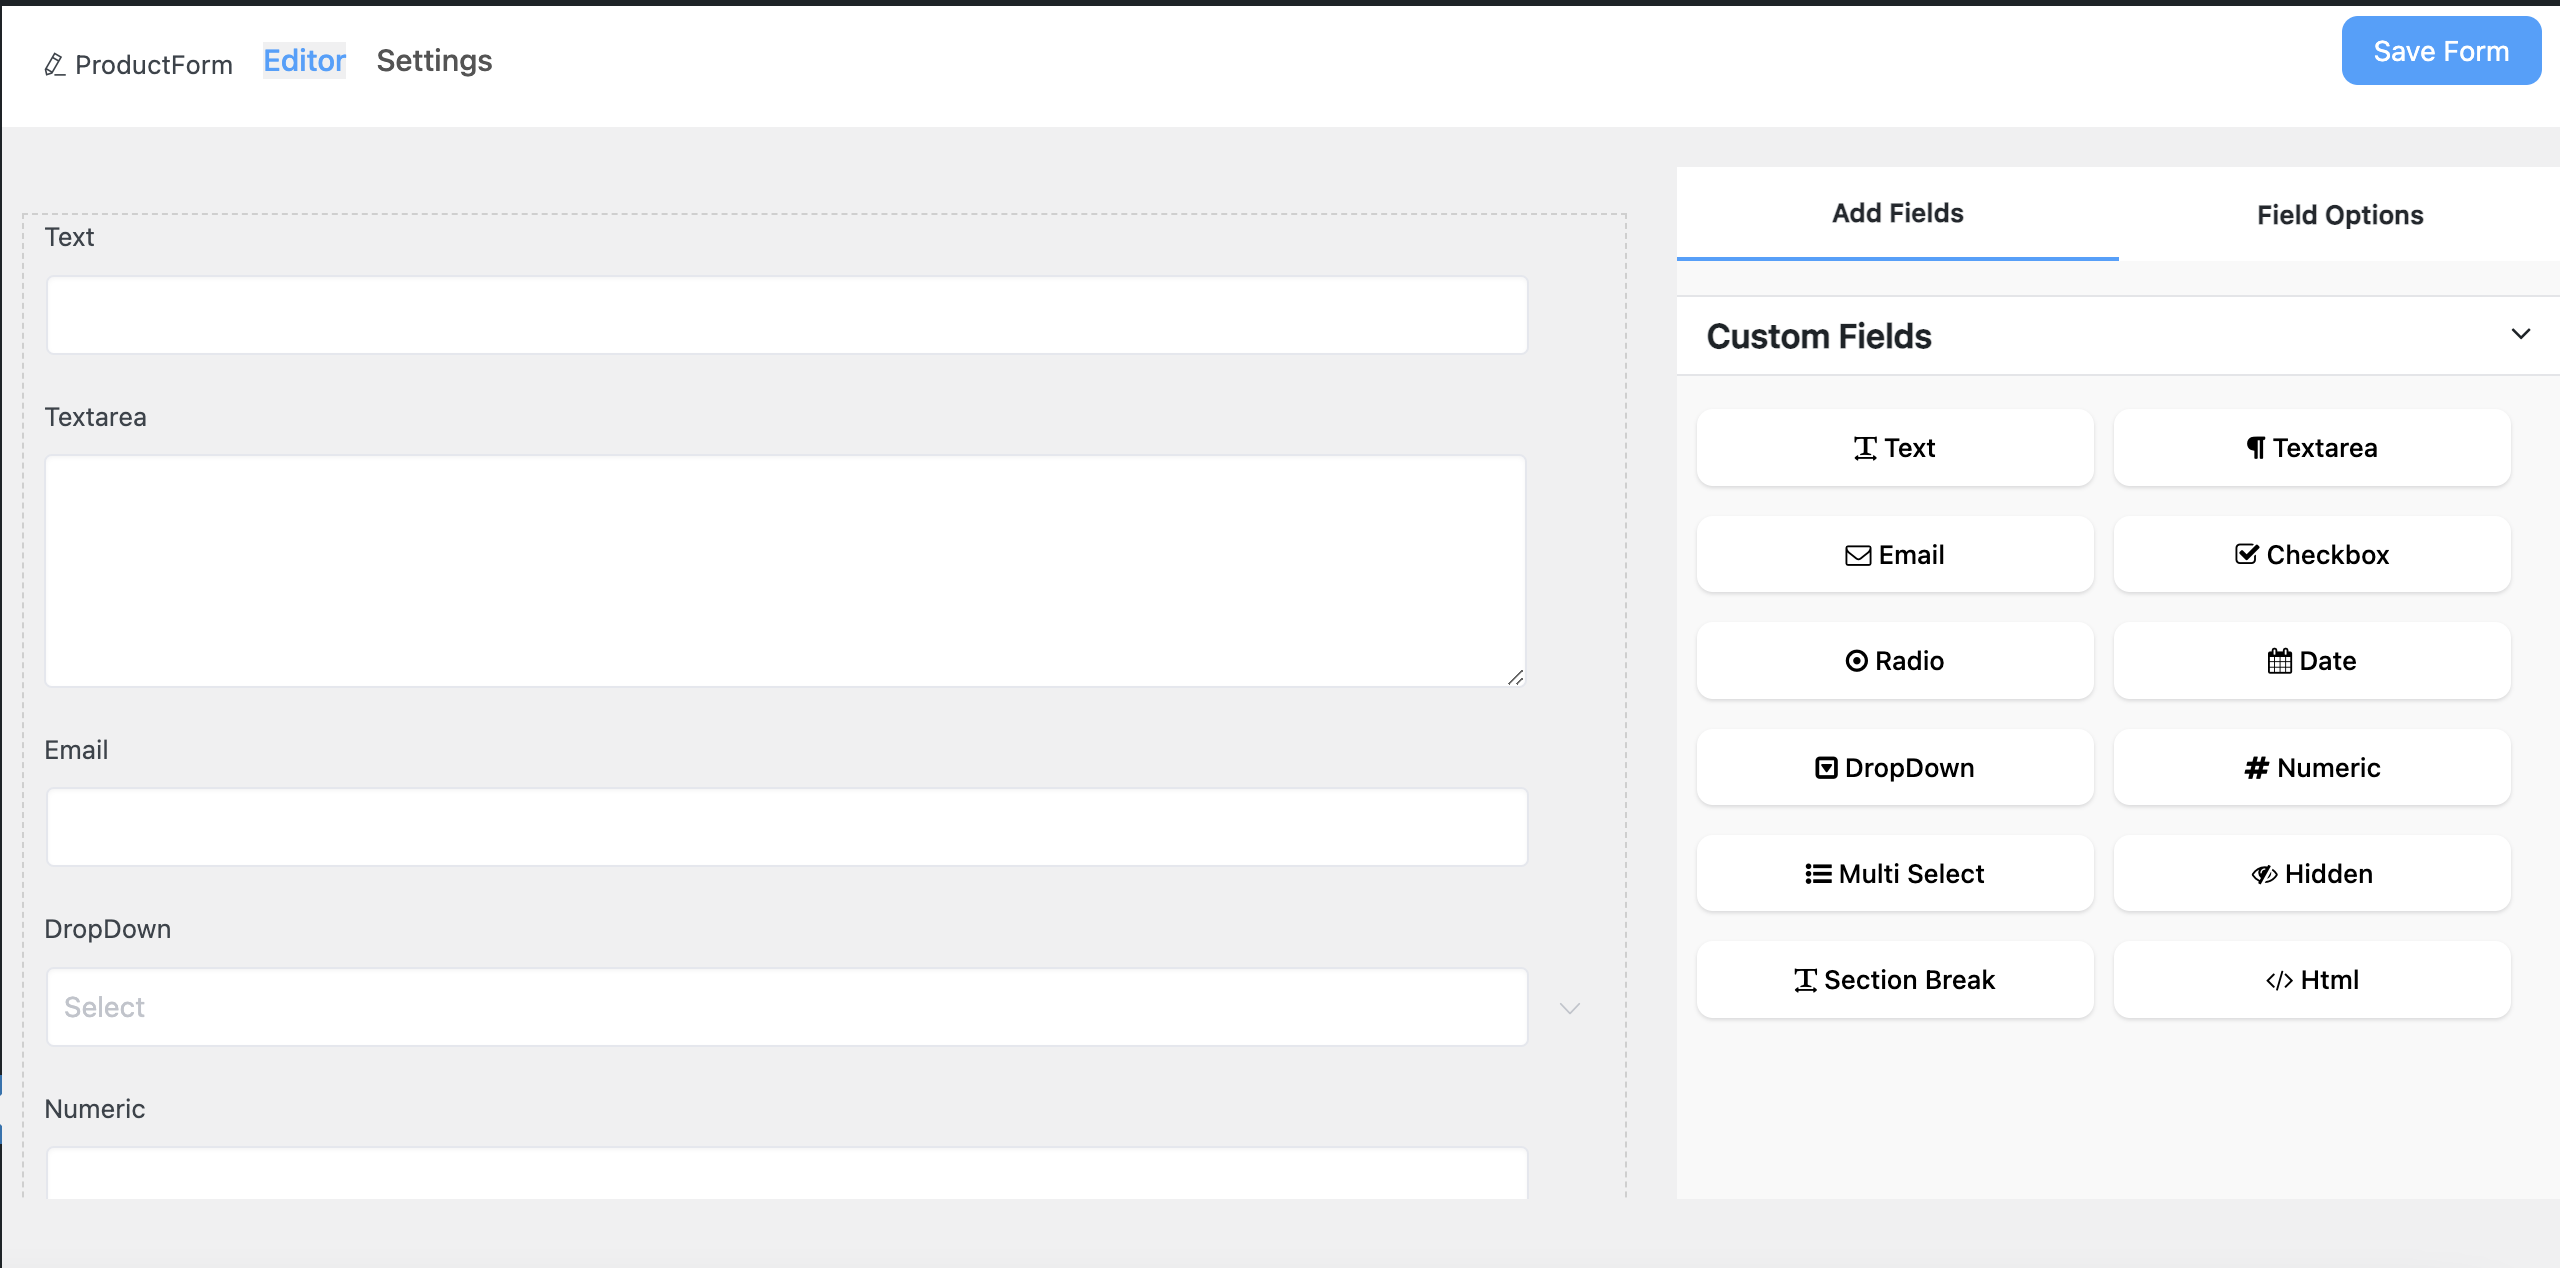 ProductForm Editor Settings Save Form
Text
Textarea
Email
DropDown
Select
Numeric
Add Fields Field Options
Custom Fields
Text Textarea
Email Checkbox
Radio Date
DropDown Numeric
Multi Select Hidden
Section Break Html